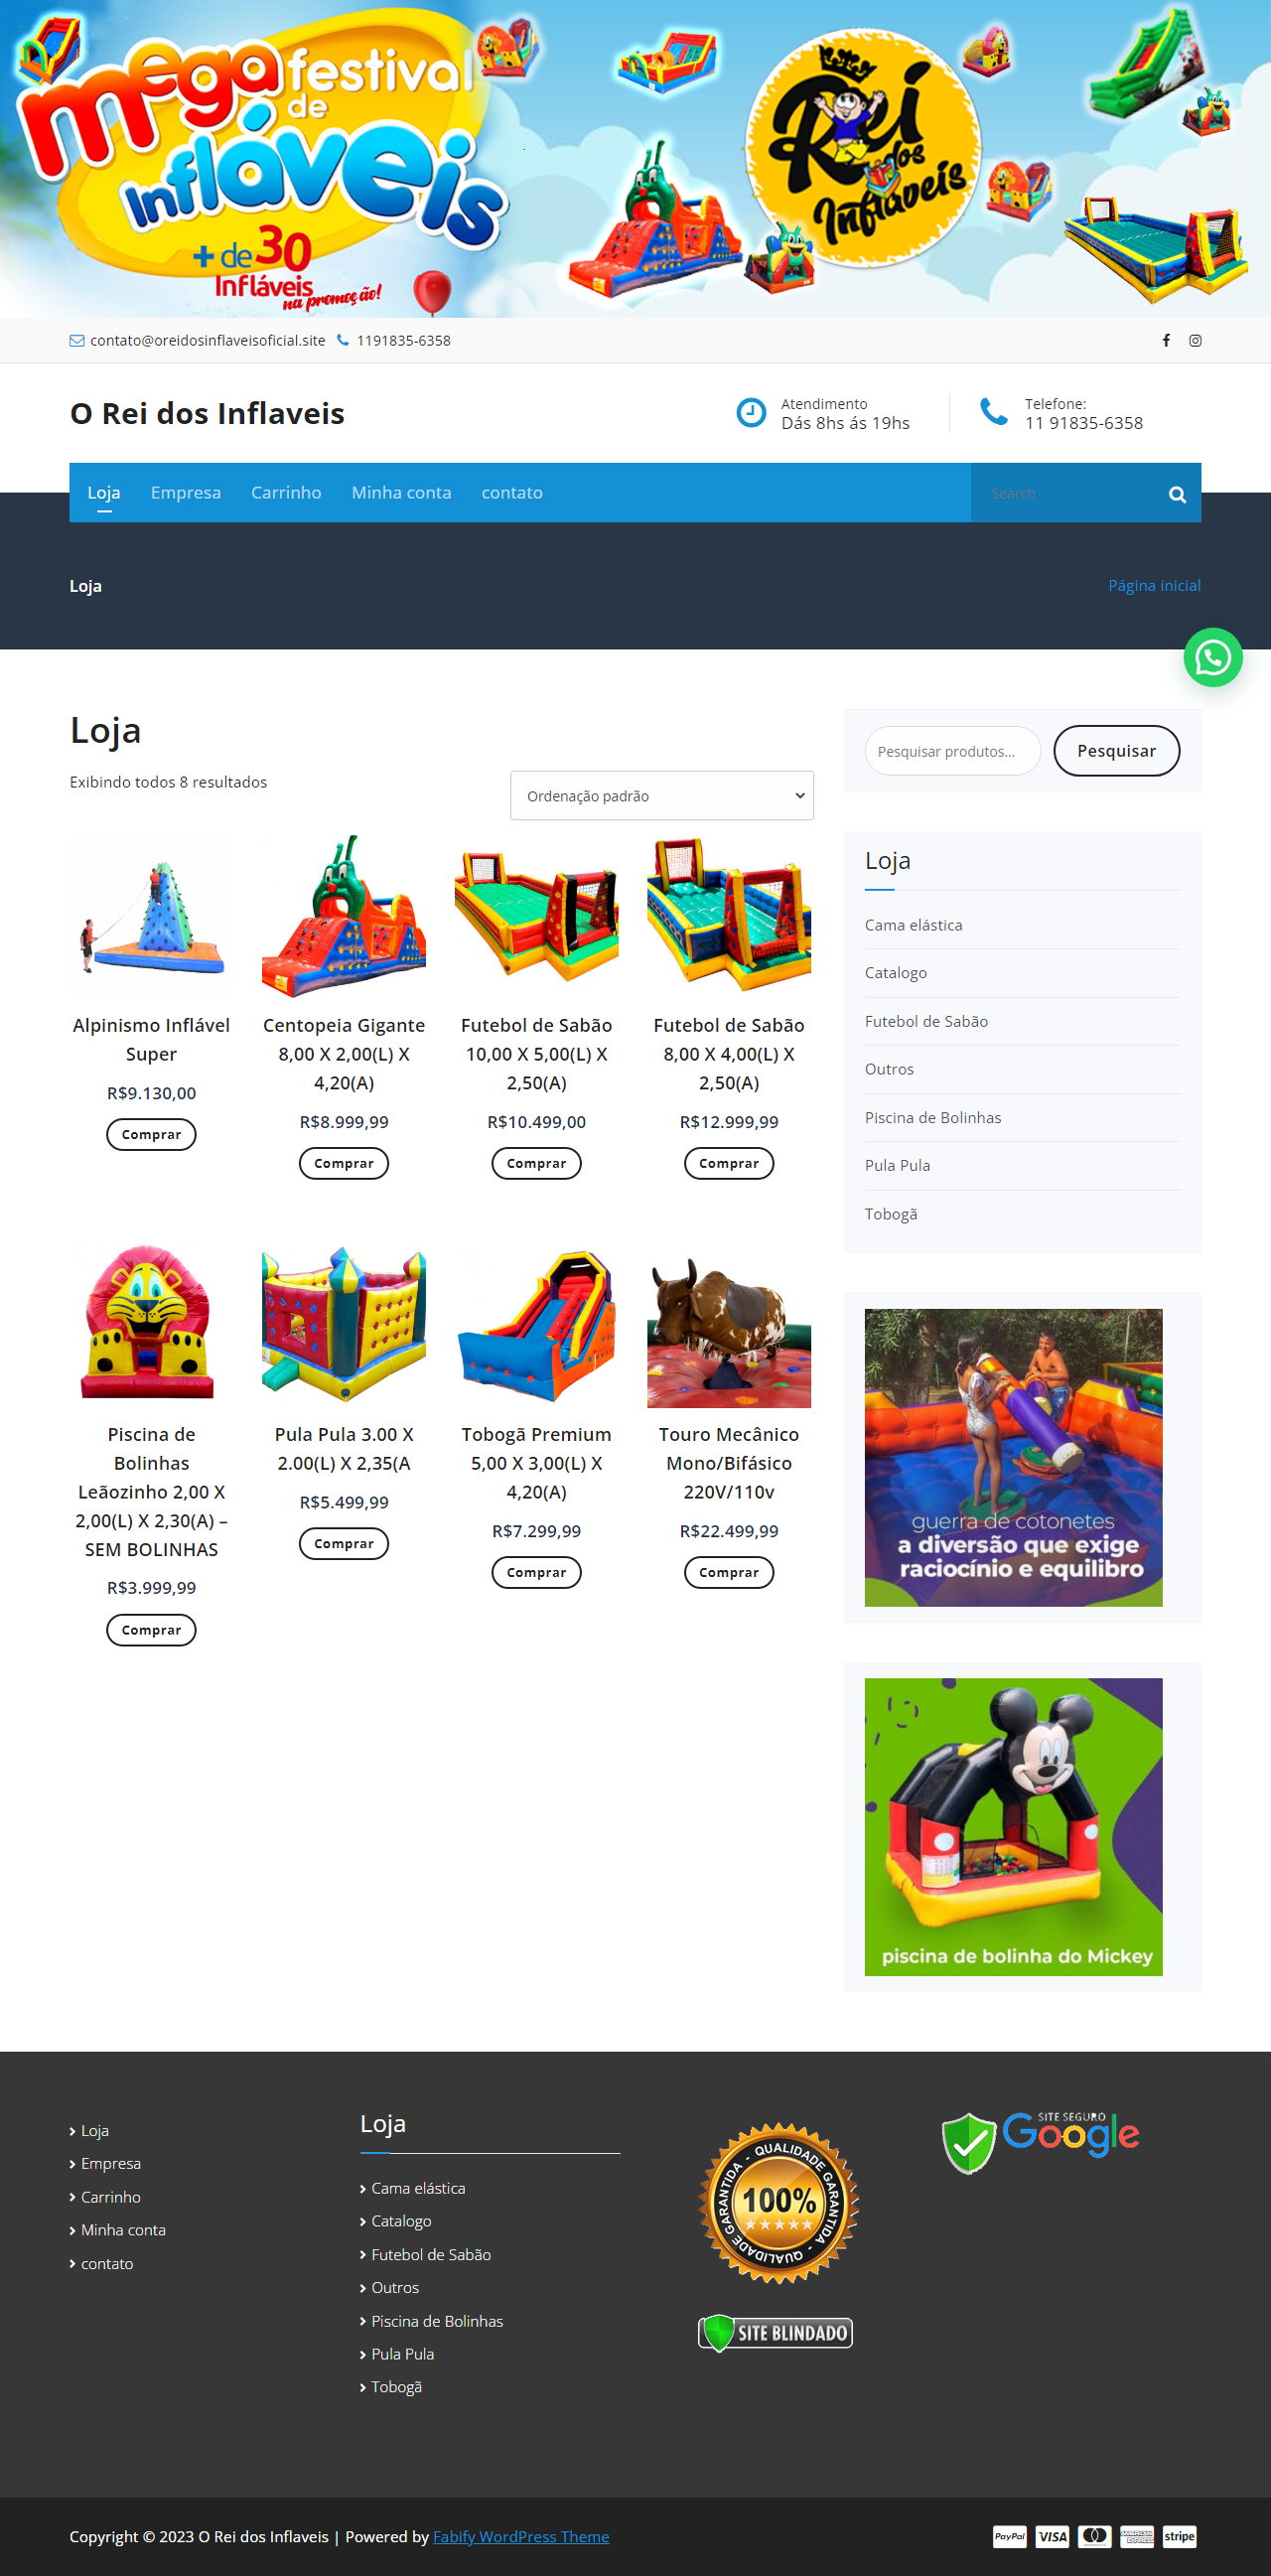 mega festival
de
infláveis
+ de 30
Infláveis
na promoção!
Rei
dos
Inflaveis
contato@oreidosinflaveisoficial.site 1191835-6358
O Rei dos Inflaveis
Atendimento
Dás 8hs ás 19hs
Telefone:
11 91835-6358
Loja Empresa Carrinho Minha conta contato
Search
Loja
Página inicial
Loja
Exibindo todos 8 resultados
Ordenação padrão
Alpinismo Inflável
Super
R$9.130,00
Comprar
Centopeia Gigante
8,00 X 2,00(L) X
4,20(A)
R$8.999,99
Comprar
Futebol de Sabão
10,00 X 5,00(L) X
2,50(A)
R$10.499,00
Comprar
Futebol de Sabão
8,00 X 4,00(L) X
2,50(A)
R$12.999,99
Comprar
Piscina de
Bolinhas
Leãozinho 2,00 X
2,00(L) X 2,30(A) –
SEM BOLINHAS
R$3.999,99
Comprar
Pula Pula 3.00 X
2.00(L) X 2,35(A
R$5.499,99
Comprar
Tobogã Premium
5,00 X 3,00(L) X
4,20(A)
R$7.299,99
Comprar
Touro Mecânico
Mono/Bifásico
220V/110v
R$22.499,99
Comprar
Pesquisar produtos...
Pesquisar
Loja
Cama elástica
Catalogo
Futebol de Sabão
Outros
Piscina de Bolinhas
Pula Pula
Tobogã
guerra de cotonetes
a diversão que exige
raciocínio e equilibro
piscina de bolinha do Mickey
Loja
Empresa
Carrinho
Minha conta
contato
Loja
Cama elástica
Catalogo
Futebol de Sabão
Outros
Piscina de Bolinhas
Pula Pula
Tobogã
QUALIDADE GARANTIDA - QUALIDADE GARANTIDA -
100%
SITE BLINDADO
SITE SEGURO
Google
Copyright © 2023 O Rei dos Inflaveis | Powered by Fabify WordPress Theme
PayPal VISA MasterCard AMERICAN EXPRESS stripe